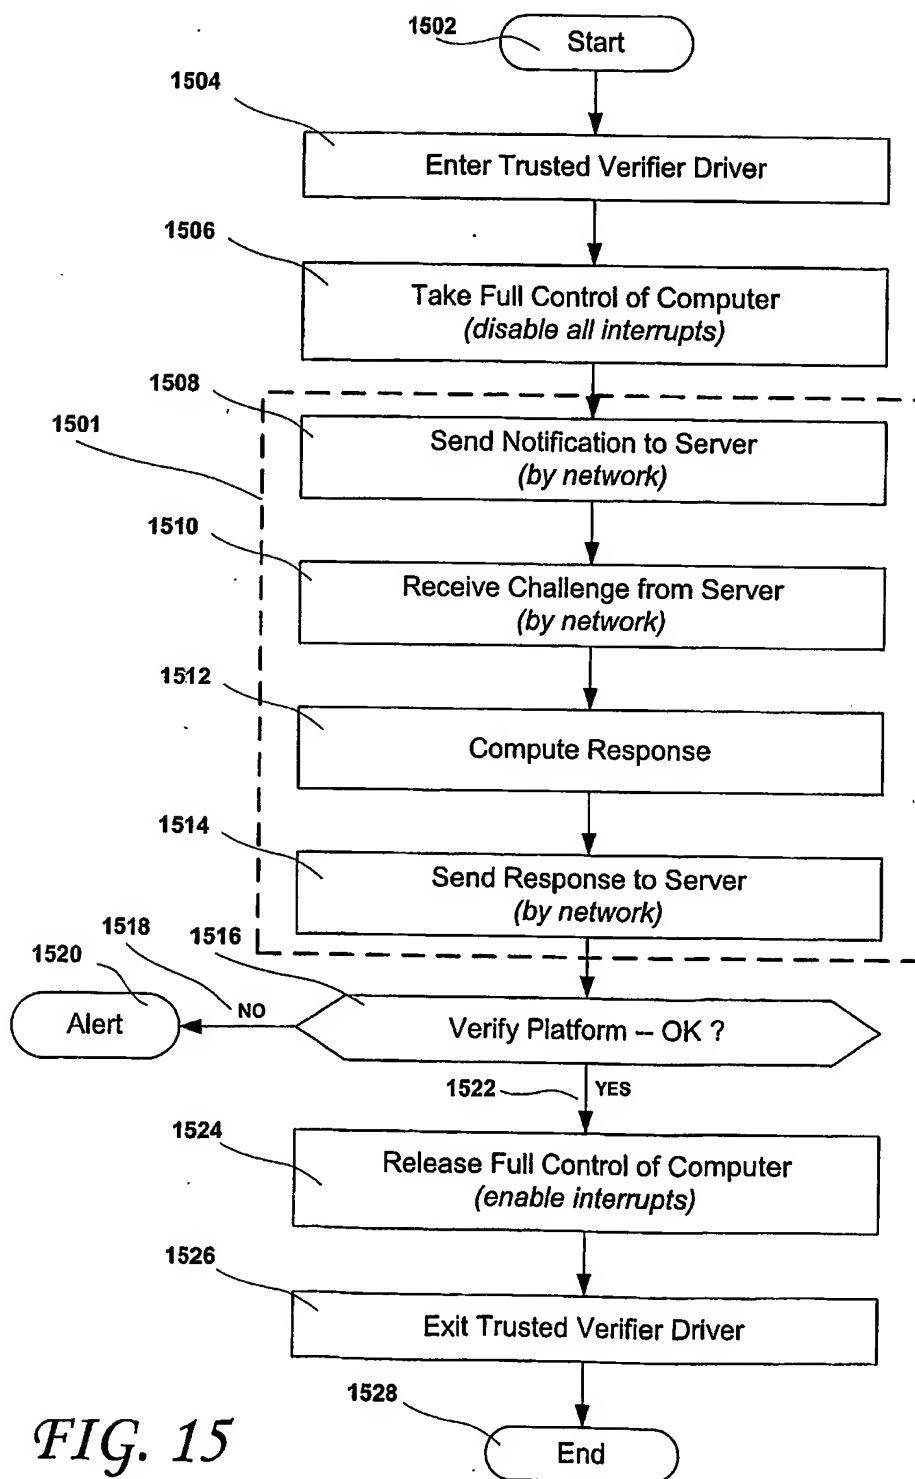 1502
Start
1504
Enter Trusted Verifier Driver
1506
Take Full Control of Computer
(disable all interrupts)
1508
1501
Send Notification to Server
(by network)
1510
Receive Challenge from Server
(by network)
1512
Compute Response
1514
Send Response to Server
(by network)
1518
1516
1520
NO
Alert
Verify Platform – OK ?
1522
YES
1524
Release Full Control of Computer
(enable interrupts)
1526
Exit Trusted Verifier Driver
1528
End
FIG. 15